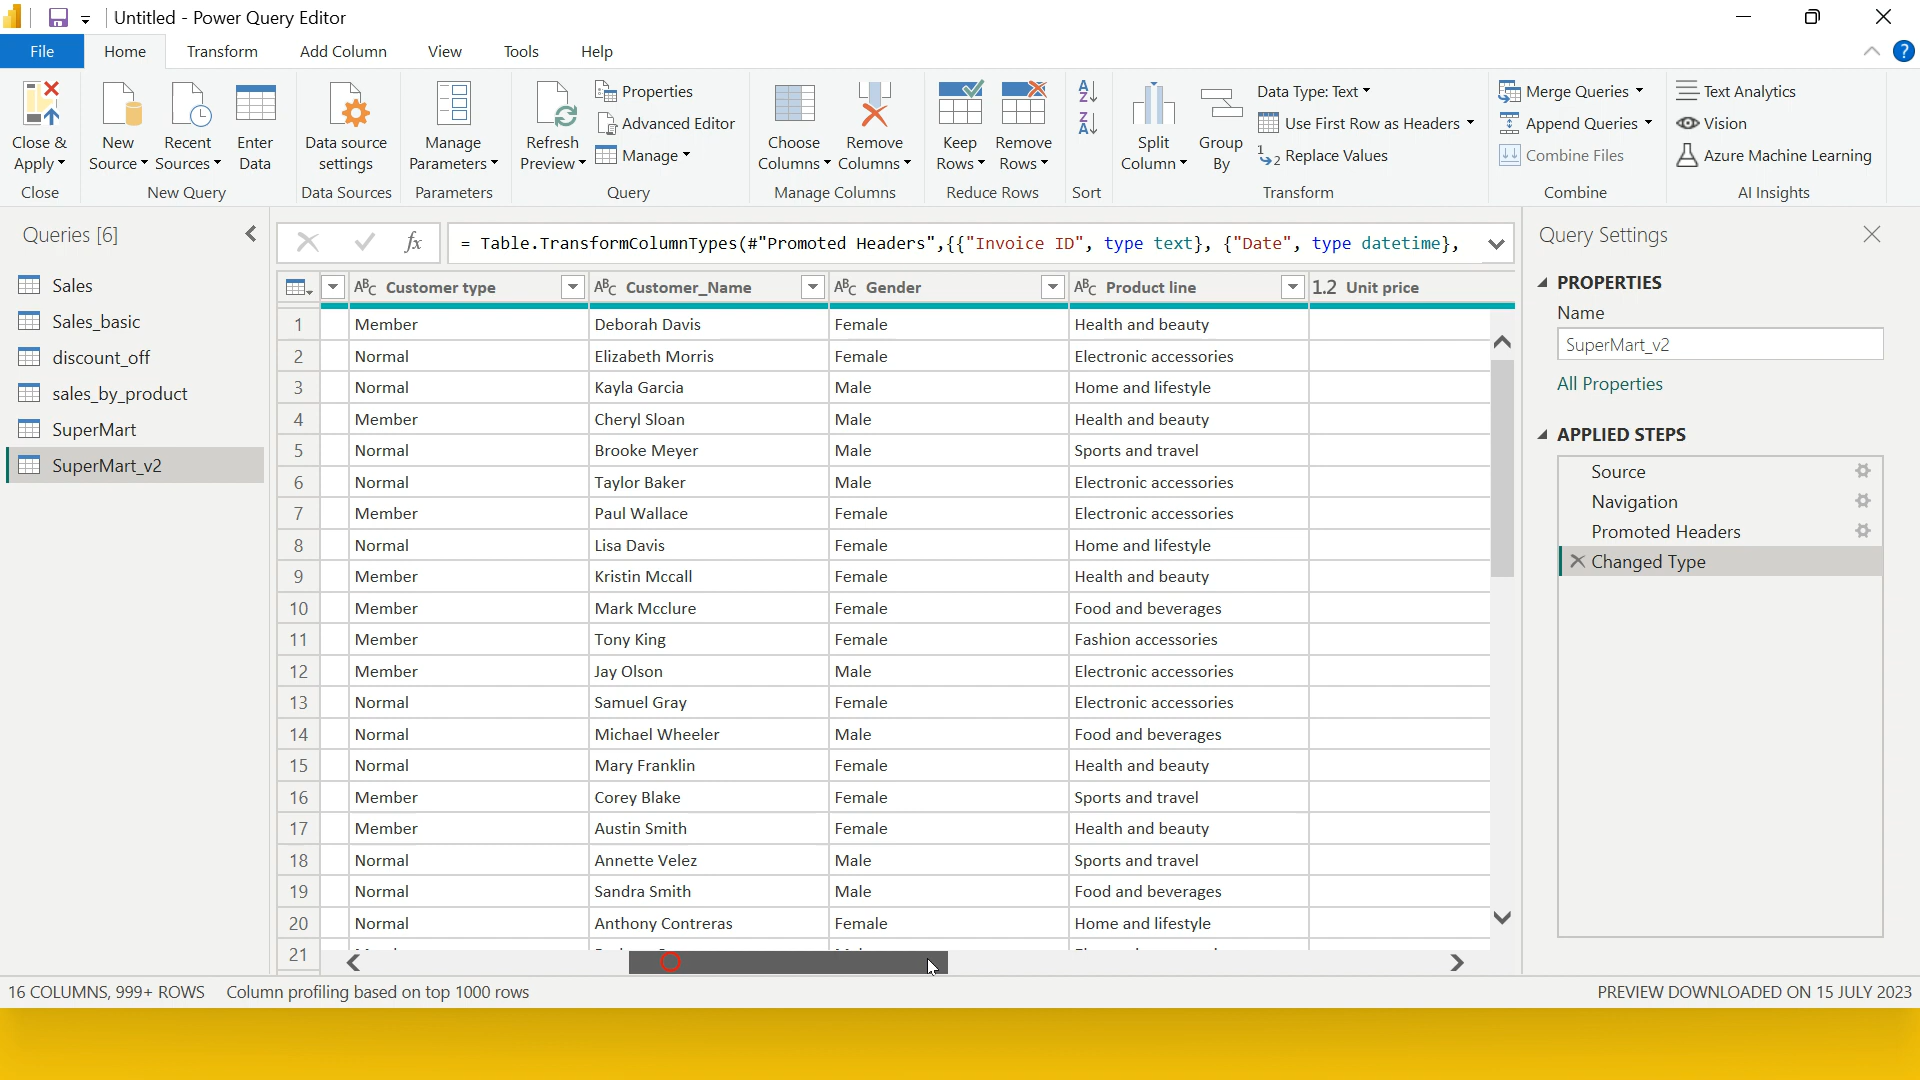 Untitled - Power Query Editor
File Home Transform Add Column View Tools Help
Close & Apply
New Source
Recent Sources
Enter Data
Data source settings
Manage Parameters
Refresh Preview
Properties
Advanced Editor
Manage
Choose Columns
Remove Columns
Keep Rows
Remove Rows
Split Column
Group By
Data Type: Text
Use First Row as Headers
Replace Values
Merge Queries
Append Queries
Combine Files
Text Analytics
Vision
Azure Machine Learning
Close New Query Data Sources Parameters Query Manage Columns Reduce Rows Sort Transform Combine AI Insights
Queries [6]
Sales
Sales_basic
discount_off
sales_by_product
SuperMart
SuperMart_v2
fx = Table.TransformColumnTypes(#"Promoted Headers",{{"Invoice ID", type text}, {"Date", type datetime},
ABC Customer type ABC Customer_Name ABC Gender ABC Product line 1.2 Unit price
1 Member Deborah Davis Female Health and beauty
2 Normal Elizabeth Morris Female Electronic accessories
3 Normal Kayla Garcia Male Home and lifestyle
4 Member Cheryl Sloan Male Health and beauty
5 Normal Brooke Meyer Male Sports and travel
6 Normal Taylor Baker Male Electronic accessories
7 Member Paul Wallace Female Electronic accessories
8 Normal Lisa Davis Female Home and lifestyle
9 Member Kristin Mccall Female Health and beauty
10 Member Mark Mcclure Female Food and beverages
11 Member Tony King Female Fashion accessories
12 Member Jay Olson Male Electronic accessories
13 Normal Samuel Gray Female Electronic accessories
14 Normal Michael Wheeler Male Food and beverages
15 Normal Mary Franklin Female Health and beauty
16 Member Corey Blake Female Sports and travel
17 Member Austin Smith Female Health and beauty
18 Normal Annette Velez Male Sports and travel
19 Normal Sandra Smith Male Food and beverages
20 Normal Anthony Contreras Female Home and lifestyle
21
Query Settings
PROPERTIES
Name
SuperMart_v2
All Properties
APPLIED STEPS
Source
Navigation
Promoted Headers
Changed Type
16 COLUMNS, 999+ ROWS Column profiling based on top 1000 rows
PREVIEW DOWNLOADED ON 15 JULY 2023